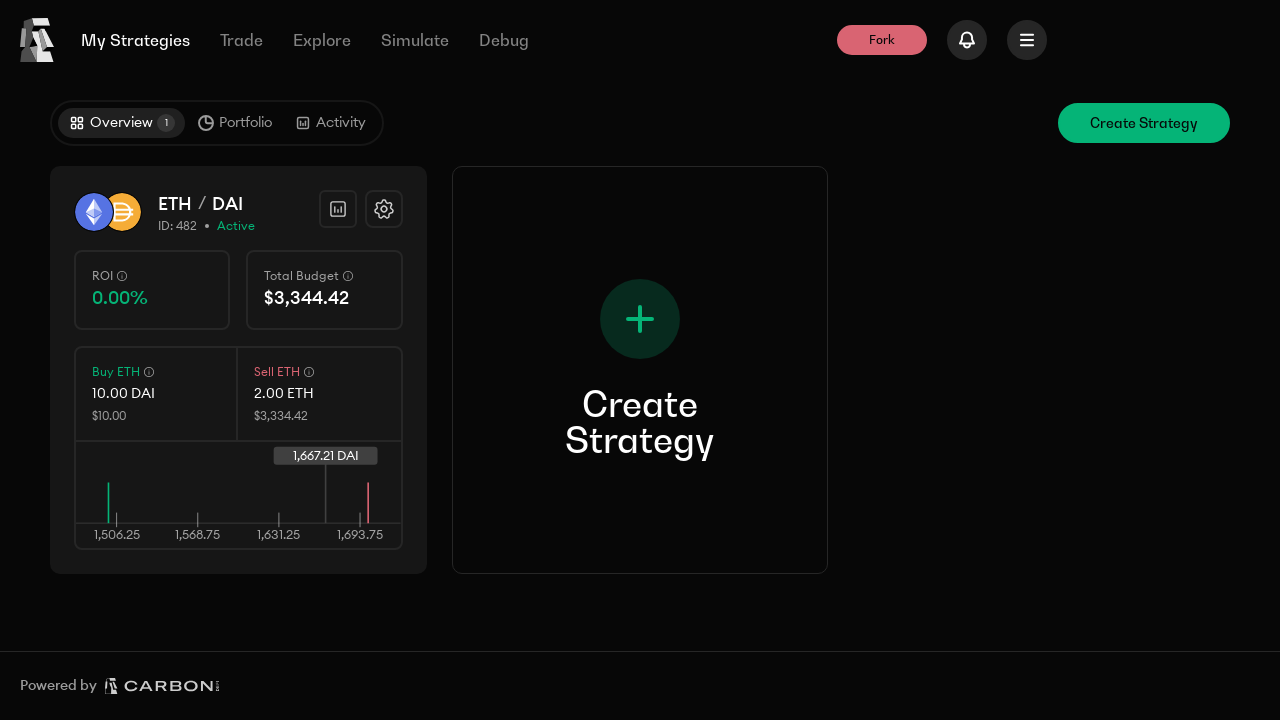 My Strategies
Trade
Explore
Simulate
Debug
Fork
Overview 1
Portfolio
Activity
Create Strategy
ETH / DAI
ID: 482 • Active
ROI
0.00%
Total Budget
$3,344.42
Buy ETH
10.00 DAI
$10.00
Sell ETH
2.00 ETH
$3,334.42
1,667.21 DAI
1,506.25
1,568.75
1,631.25
1,693.75
Create
Strategy
Powered by CARBON